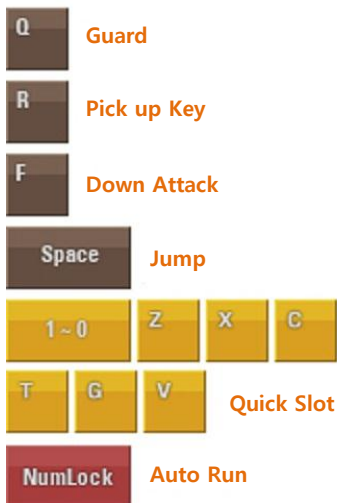 Q Guard
R Pick up Key
F Down Attack
Space Jump
1 ~ 0 Z X C
T G V Quick Slot
NumLock Auto Run